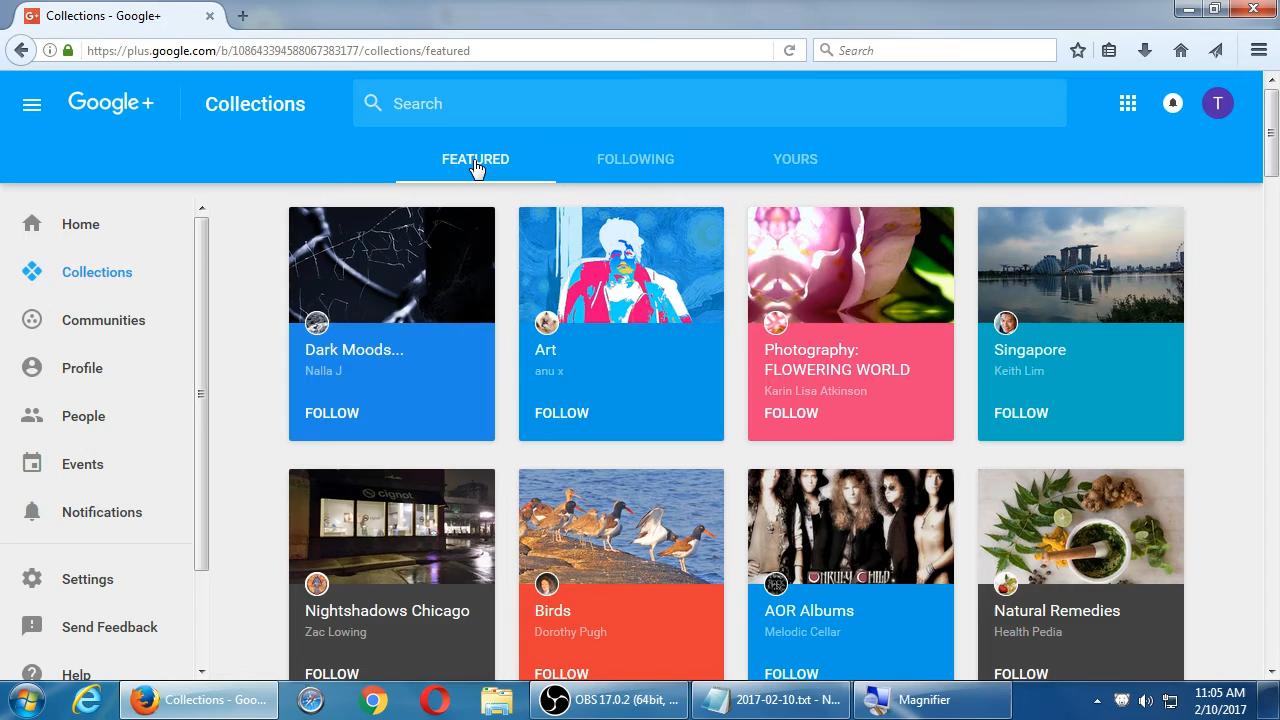 Collections - Google+
https://plus.google.com/b/108643394588067383177/collections/featured
Search
Google+
Collections
Search
T
FEATURED
FOLLOWING
YOURS
Home
Collections
Communities
Profile
People
Events
Notifications
Settings
Send Feedback
Help
Dark Moods...
Nalla J
FOLLOW
Art
anu x
FOLLOW
Photography:
FLOWERING WORLD
Karin Lisa Atkinson
FOLLOW
Singapore
Keith Lim
FOLLOW
cignot
Nightshadows Chicago
Zac Lowing
FOLLOW
Birds
Dorothy Pugh
FOLLOW
UNRULY CHILD
AOR Albums
Melodic Cellar
FOLLOW
Natural Remedies
Health Pedia
FOLLOW
Collections - Goo...
OBS 17.0.2 (64bit, ...
2017-02-10.txt - N...
Magnifier
11:05 AM
2/10/2017